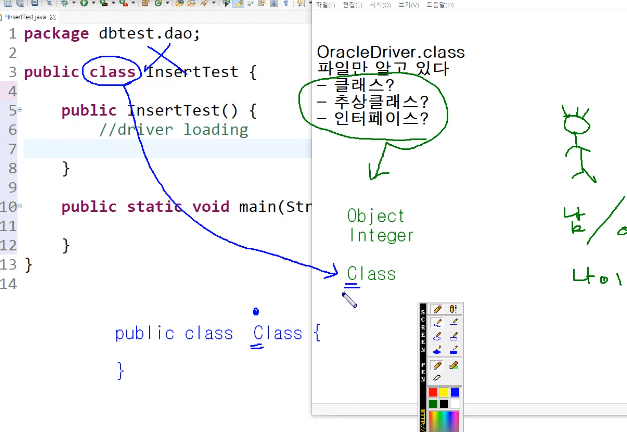 *InsertTest.java
1 package dbtest.dao;
2
3 public class InsertTest {
4
5 public InsertTest() {
6 //driver loading
7
8 }
9
10 public static void main(Str
11
12 }
13 }
14
public class Class {
}
파일(F) 편집(E) 서식(O) 보기(V) 도움말(H)
OracleDriver.class
파일만 알고 있다
- 클래스?
- 추상클래스?
- 인터페이스?
Object
Integer
Class
SCREEN PEN